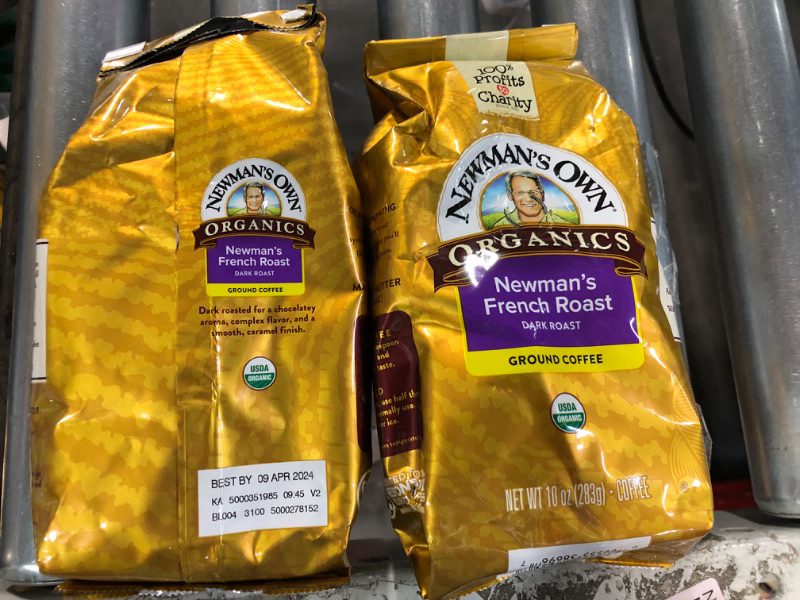 NEWMAN'S OWN
ORGANICS
Newman's
French Roast
DARK ROAST
GROUND COFFEE
Dark roasted for a chocolatey
aroma, complex flavor, and a
smooth, caramel finish.
USDA
ORGANIC
BEST BY 09 APR 2024
KA 5000351985 09:45 V2
BL004 3100 5000278152
100%
Profits
to
Charity
NEWMAN'S OWN
ORGANICS
Newman's
French Roast
DARK ROAST
GROUND COFFEE
USDA
ORGANIC
NET WT 10 oz (283g) · COFFEE
and
or ice.